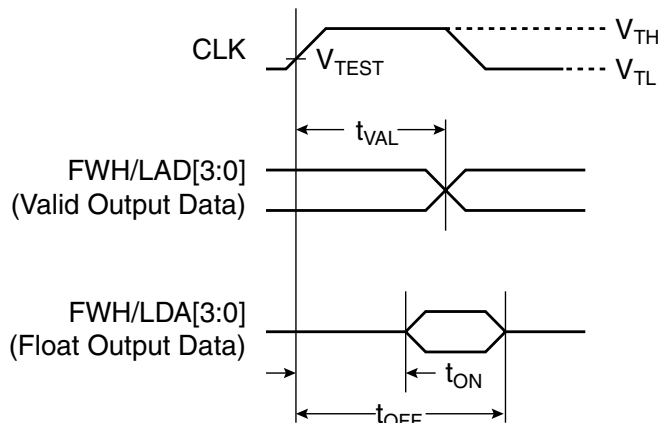 CLK
V_TEST
V_TH
V_TL
t_VAL
FWH/LAD[3:0]
(Valid Output Data)
FWH/LDA[3:0]
(Float Output Data)
t_ON
t_OFF